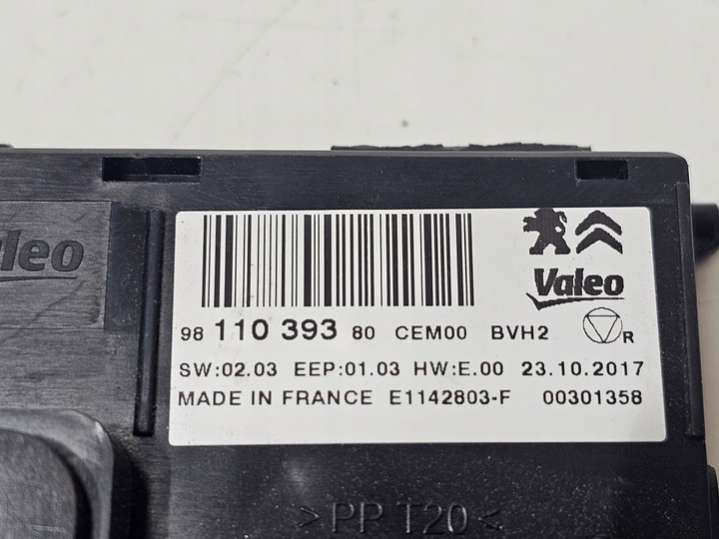 Valeo
98 110 393 80 CEM00 BVH2 R
SW:02.03 EEP:01.03 HW:E.00 23.10.2017
MADE IN FRANCE E1142803-F 00301358
>PP T20<